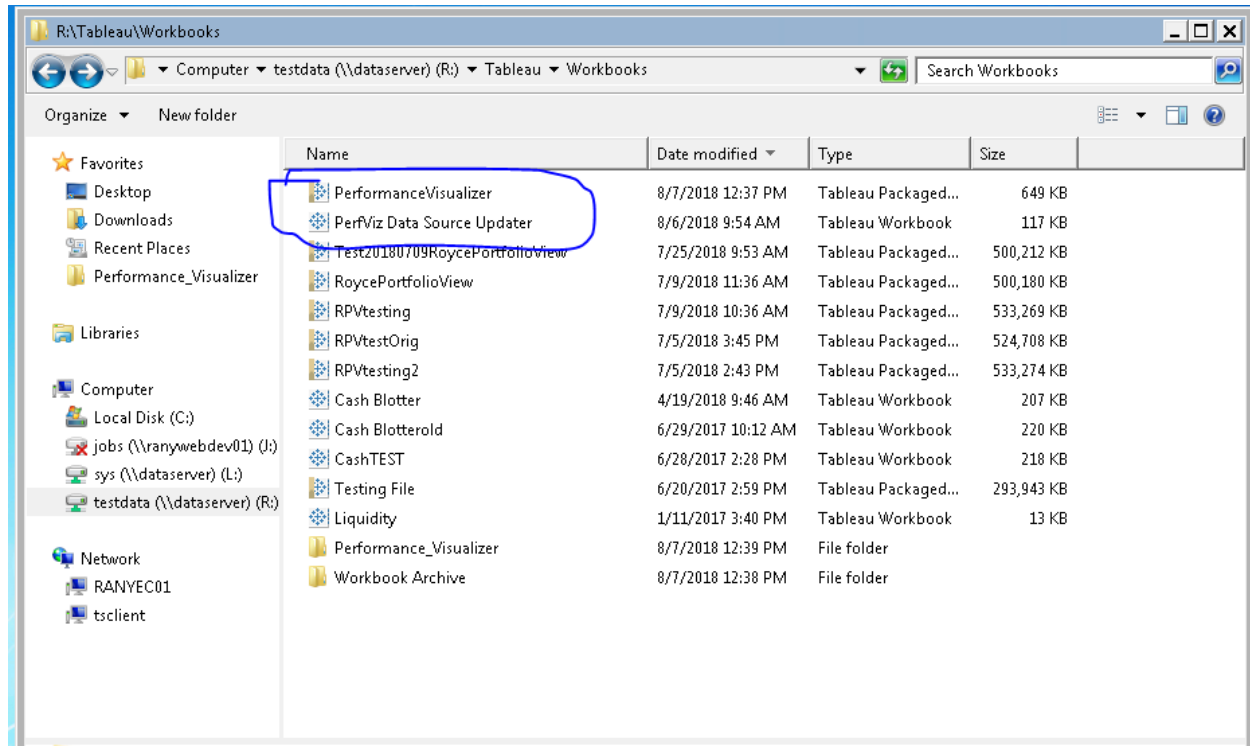 R:\Tableau\Workbooks
Computer testdata (\\dataserver) (R:) Tableau Workbooks Search Workbooks
Organize New folder
Favorites
Desktop
Downloads
Recent Places
Performance_Visualizer
Libraries
Computer
Local Disk (C:)
jobs (\\ranywebdev01) (J:)
sys (\\dataserver) (L:)
testdata (\\dataserver) (R:)
Network
RANYEC01
tsclient
Name Date modified Type Size
PerformanceVisualizer 8/7/2018 12:37 PM Tableau Packaged... 649 KB
PerfViz Data Source Updater 8/6/2018 9:54 AM Tableau Workbook 117 KB
Test20180709RoycePortfolioView 7/25/2018 9:53 AM Tableau Packaged... 500,212 KB
RoycePortfolioView 7/9/2018 11:36 AM Tableau Packaged... 500,180 KB
RPVtesting 7/9/2018 10:36 AM Tableau Packaged... 533,269 KB
RPVtestOrig 7/5/2018 3:45 PM Tableau Packaged... 524,708 KB
RPVtesting2 7/5/2018 2:43 PM Tableau Packaged... 533,274 KB
Cash Blotter 4/19/2018 9:46 AM Tableau Workbook 207 KB
Cash Blotterold 6/29/2017 10:12 AM Tableau Workbook 220 KB
CashTEST 6/28/2017 2:28 PM Tableau Workbook 218 KB
Testing File 6/20/2017 2:59 PM Tableau Packaged... 293,943 KB
Liquidity 1/11/2017 3:40 PM Tableau Workbook 13 KB
Performance_Visualizer 8/7/2018 12:39 PM File folder
Workbook Archive 8/7/2018 12:38 PM File folder